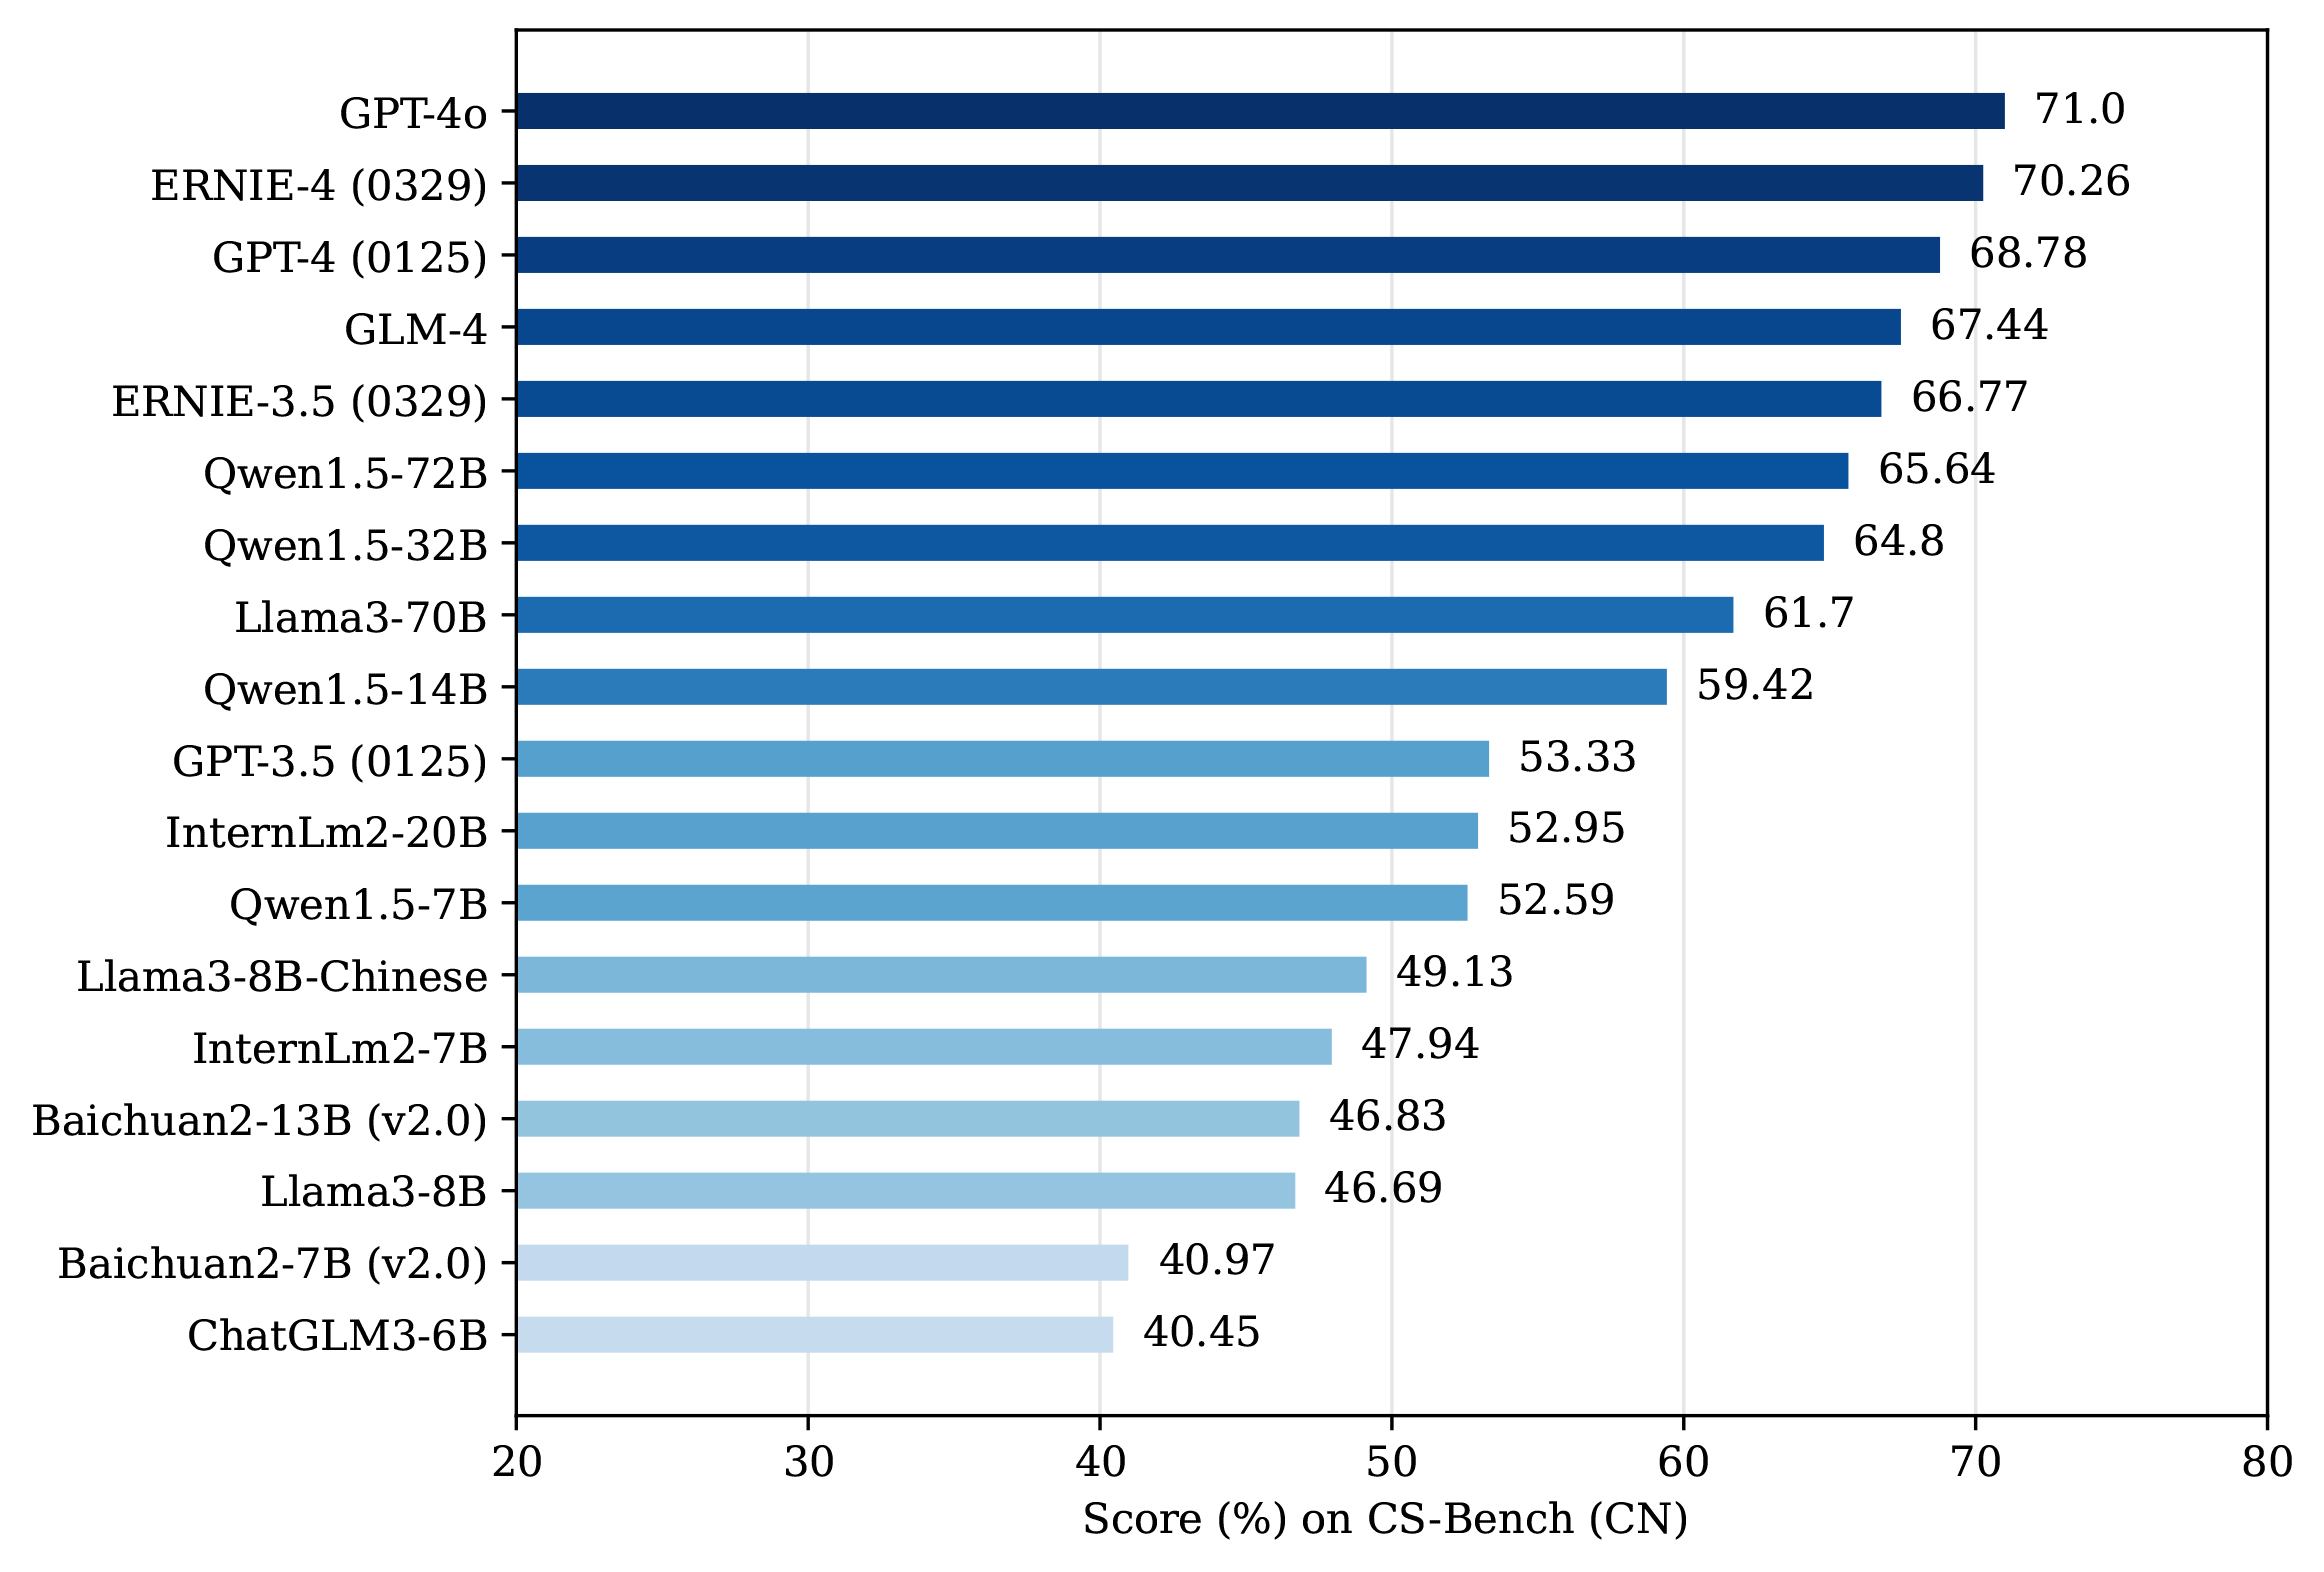 GPT-4o 71.0
ERNIE-4 (0329) 70.26
GPT-4 (0125) 68.78
GLM-4 67.44
ERNIE-3.5 (0329) 66.77
Qwen1.5-72B 65.64
Qwen1.5-32B 64.8
Llama3-70B 61.7
Qwen1.5-14B 59.42
GPT-3.5 (0125) 53.33
InternLm2-20B 52.95
Qwen1.5-7B 52.59
Llama3-8B-Chinese 49.13
InternLm2-7B 47.94
Baichuan2-13B (v2.0) 46.83
Llama3-8B 46.69
Baichuan2-7B (v2.0) 40.97
ChatGLM3-6B 40.45
20 30 40 50 60 70 80
Score (%) on CS-Bench (CN)